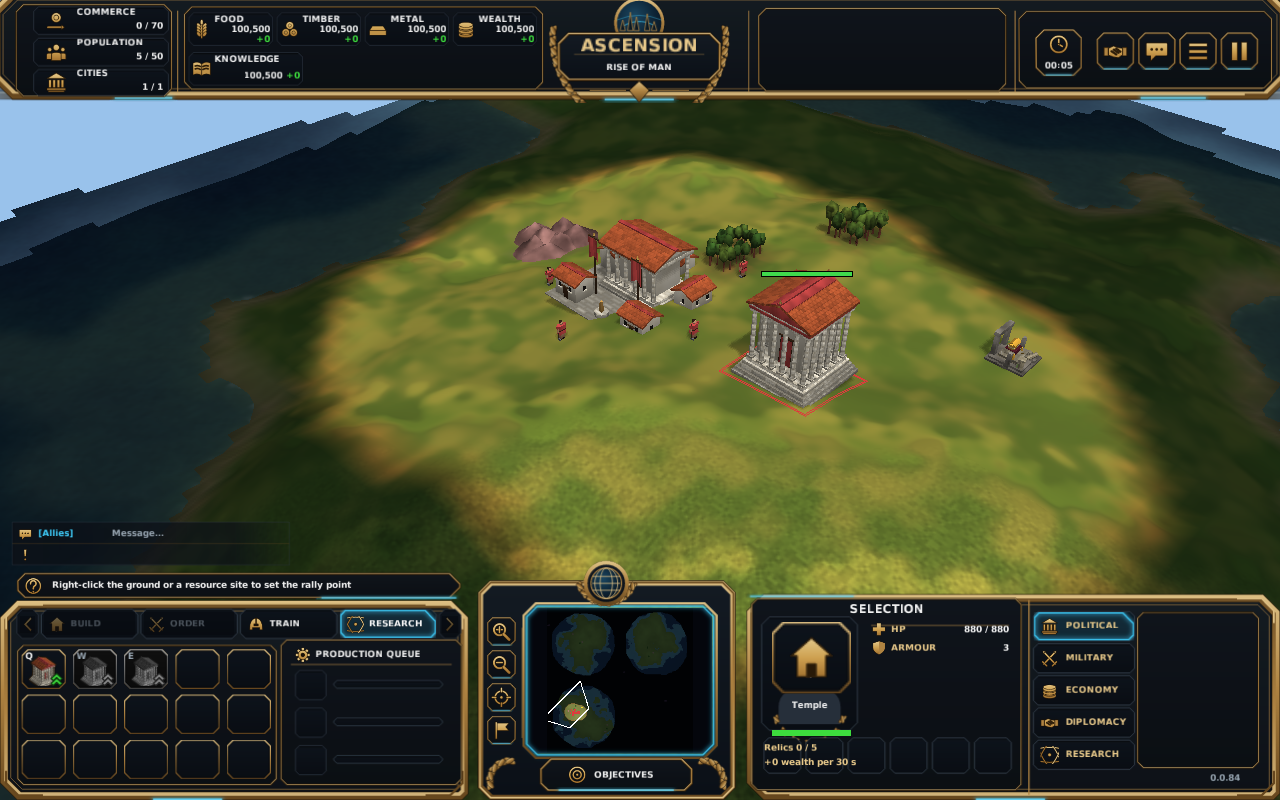 COMMERCE
0 / 70
POPULATION
5 / 50
CITIES
1 / 1
FOOD
100,500
+0
TIMBER
100,500
+0
METAL
100,500
+0
WEALTH
100,500
+0
KNOWLEDGE
100,500 +0
ASCENSION
RISE OF MAN
00:05
[Allies] Message...
!
Right-click the ground or a resource site to set the rally point
BUILD
ORDER
TRAIN
RESEARCH
Q
W
E
PRODUCTION QUEUE
OBJECTIVES
SELECTION
HP 880 / 880
ARMOUR 3
Temple
Relics 0 / 5
+0 wealth per 30 s
POLITICAL
MILITARY
ECONOMY
DIPLOMACY
RESEARCH
0.0.84